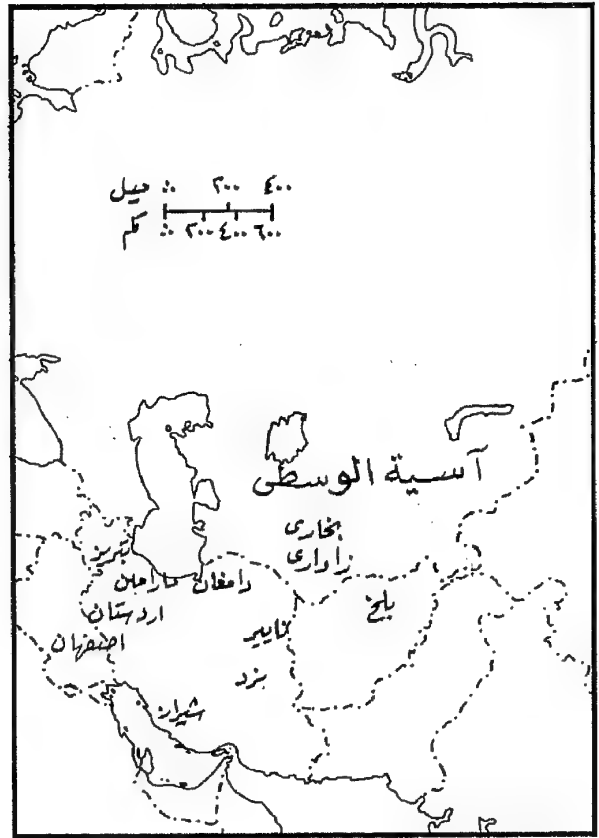 ميل ٠ ٢٠٠ ٤٠٠
كم ٠ ٢٠٠ ٤٠٠ ٦٠٠
آسية الوسطى
بخارى
زاوارى
تبريز
دامغان
بلخ
اردستان
نايير
اصفهان
يزد
شيراز